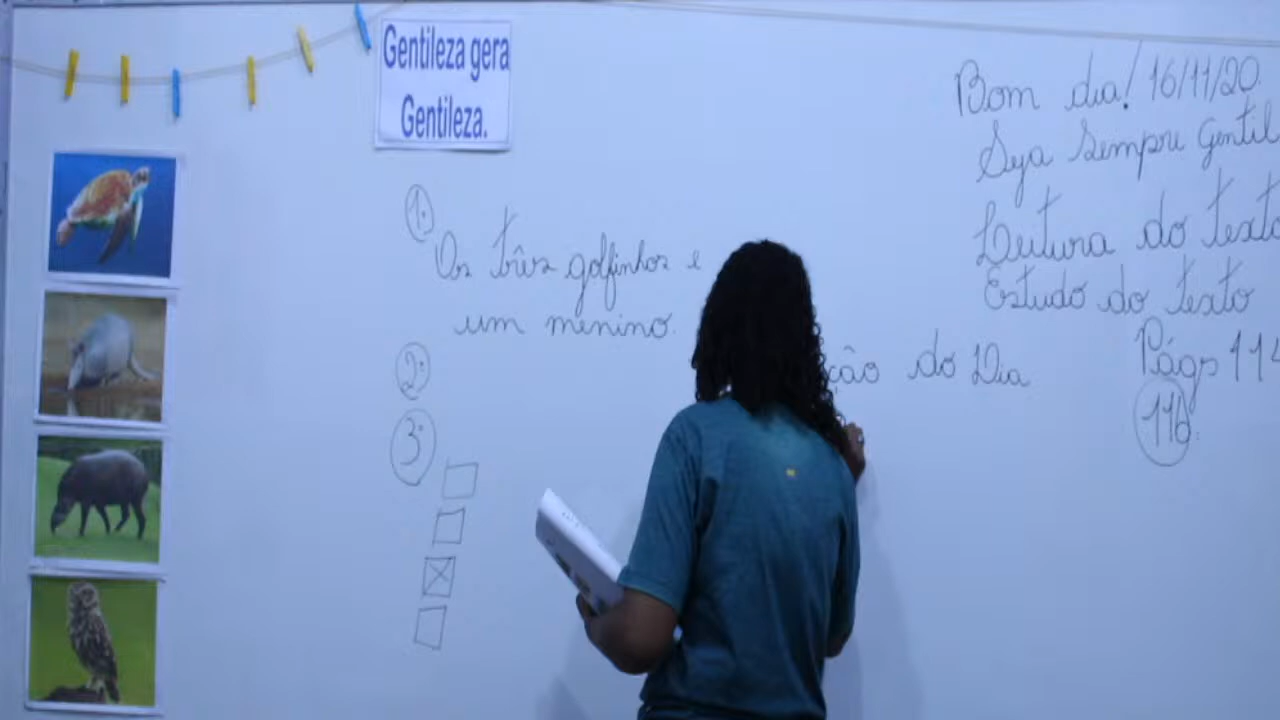 Gentileza gera
Gentileza.
Bom dia! 16/11/20
Seja sempre gentil
Leitura do texto
Estudo do texto
Págs 114
116
1.
Os três golfinhos e
um menino.
2.
ção do Dia
3.